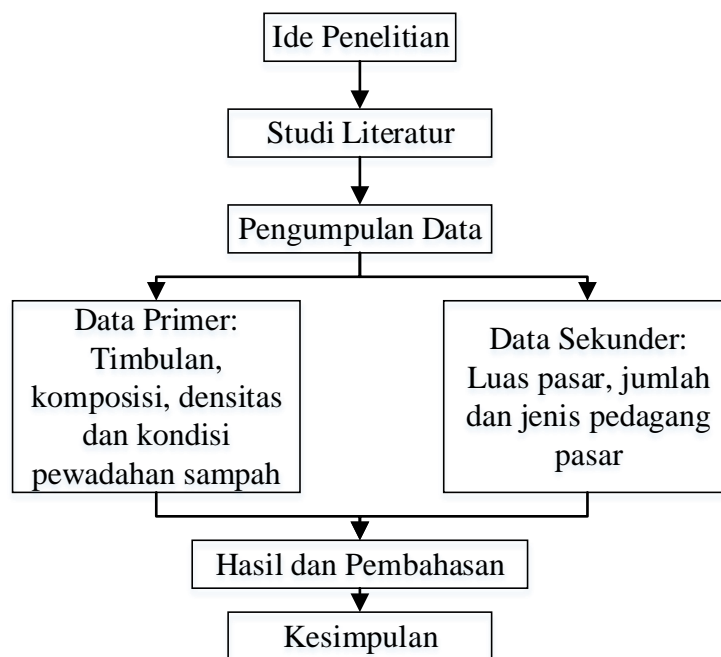 Ide Penelitian
Studi Literatur
Pengumpulan Data
Data Primer:
Timbulan,
komposisi, densitas
dan kondisi
pewadahan sampah
Data Sekunder:
Luas pasar, jumlah
dan jenis pedagang
pasar
Hasil dan Pembahasan
Kesimpulan